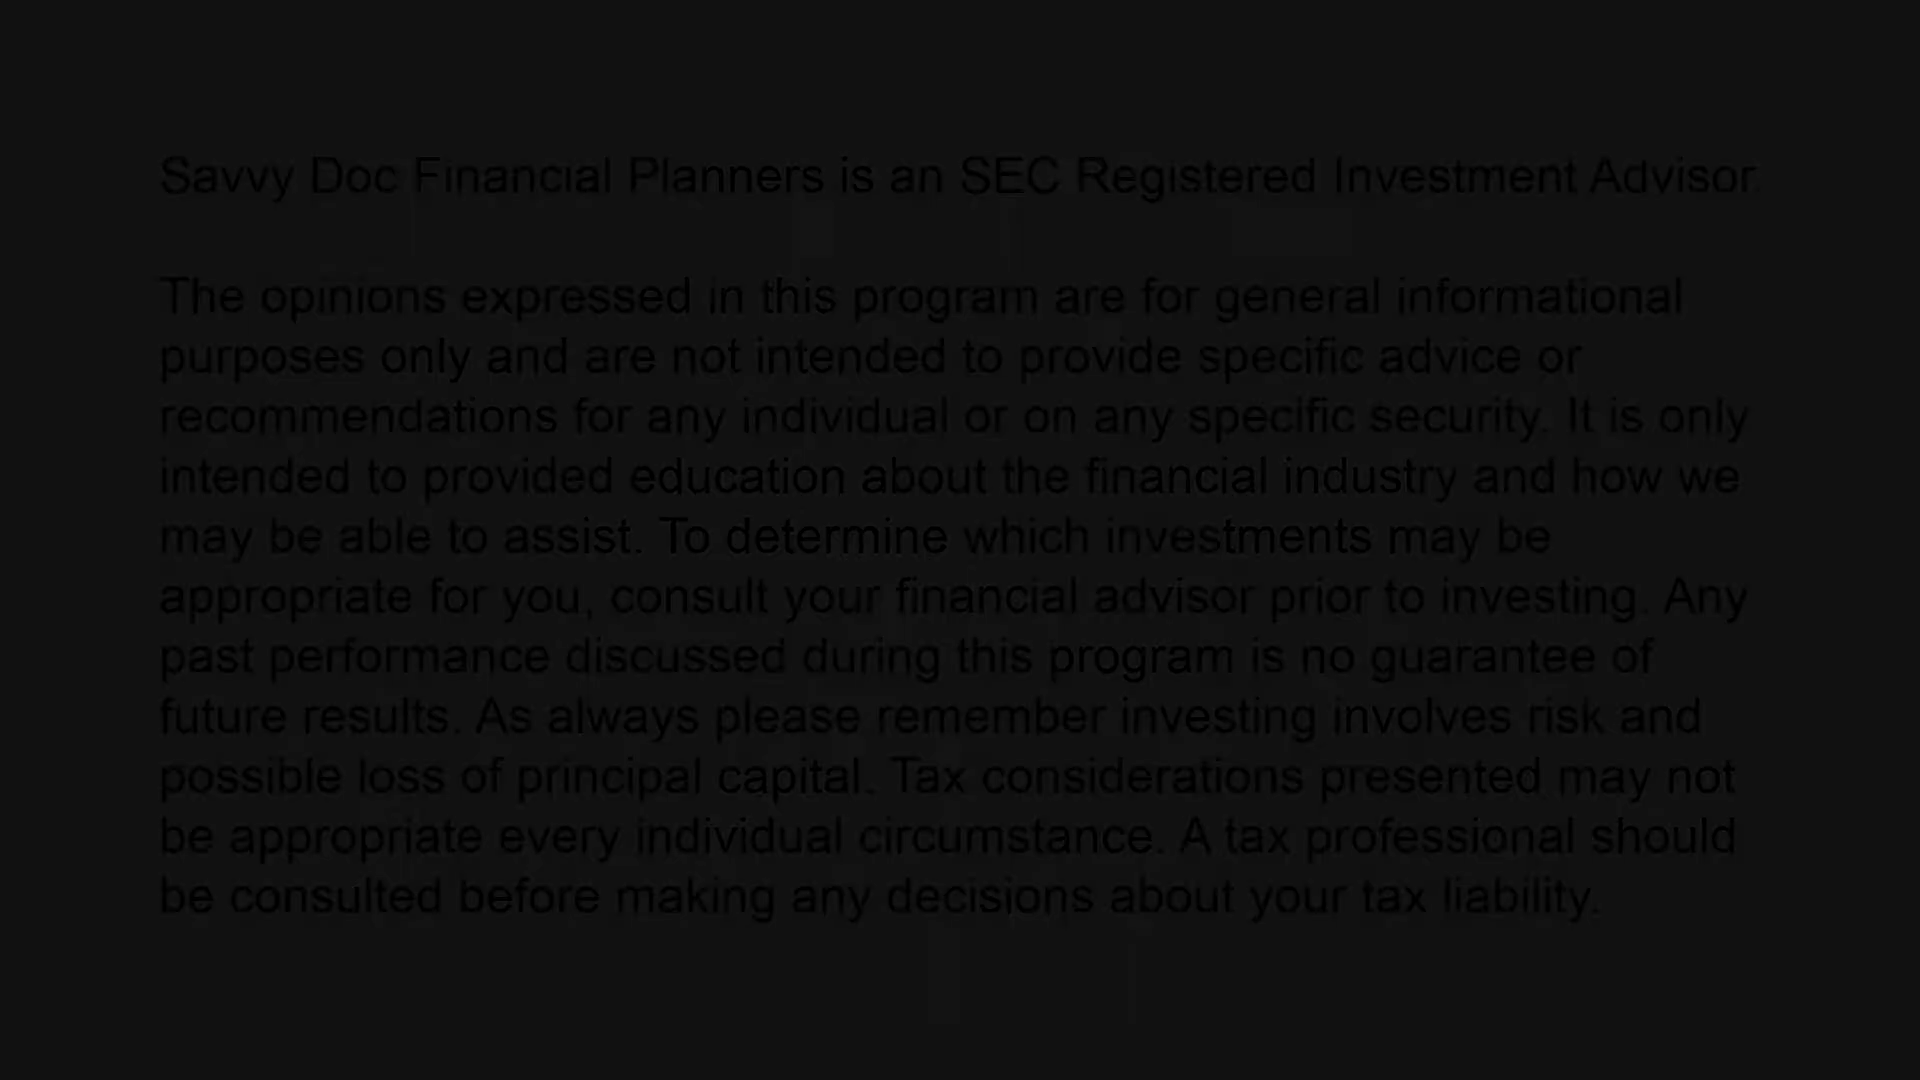 Savvy Doc Financial Planners is an SEC Registered Investment Advisor.
The opinions expressed in this program are for general informational
purposes only and are not intended to provide specific advice or
recommendations for any individual or on any specific security. It is only
intended to provided education about the financial industry and how we
may be able to assist. To determine which investments may be
appropriate for you, consult your financial advisor prior to investing. Any
past performance discussed during this program is no guarantee of
future results. As always please remember investing involves risk and
possible loss of principal capital. Tax considerations presented may not
be appropriate every individual circumstance. A tax professional should
be consulted before making any decisions about your tax liability.